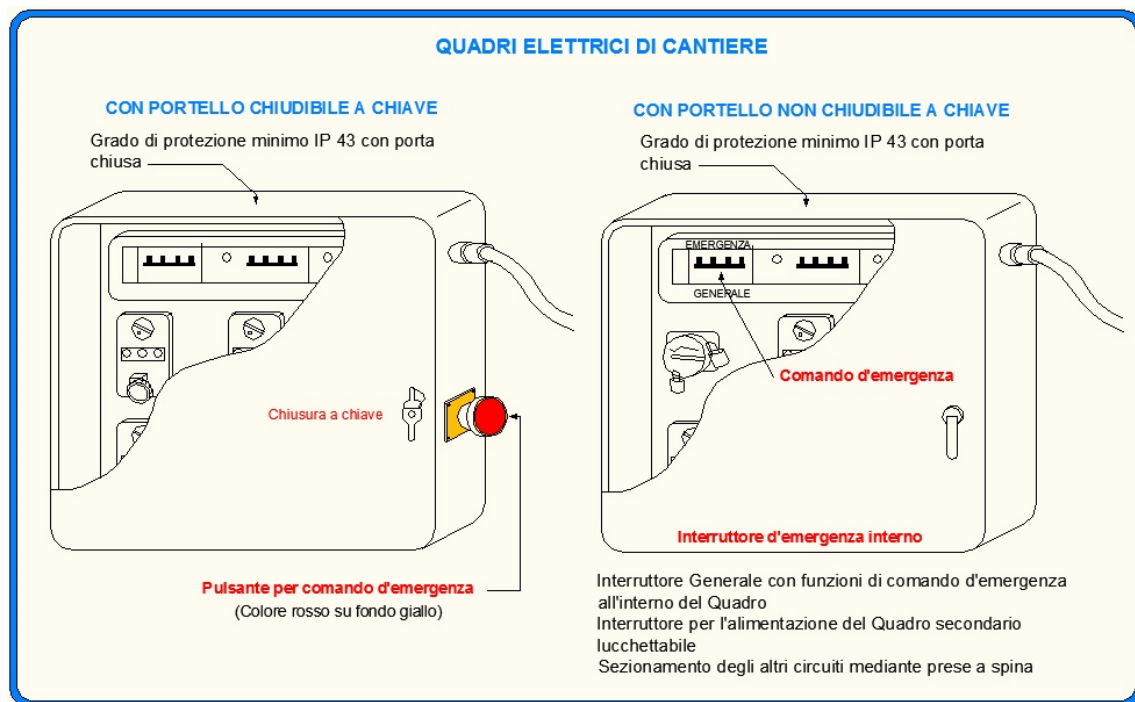 QUADRI ELETTRICI DI CANTIERE
CON PORTELLO CHIUDIBILE A CHIAVE
Grado di protezione minimo IP 43 con porta
chiusa
Chiusura a chiave
Pulsante per comando d'emergenza
(Colore rosso su fondo giallo)
CON PORTELLO NON CHIUDIBILE A CHIAVE
Grado di protezione minimo IP 43 con porta
chiusa
EMERGENZA
GENERALE
Comando d'emergenza
Interruttore d'emergenza interno
Interruttore Generale con funzioni di comando d'emergenza
all'interno del Quadro
Interruttore per l'alimentazione del Quadro secondario
lucchettabile
Sezionamento degli altri circuiti mediante prese a spina